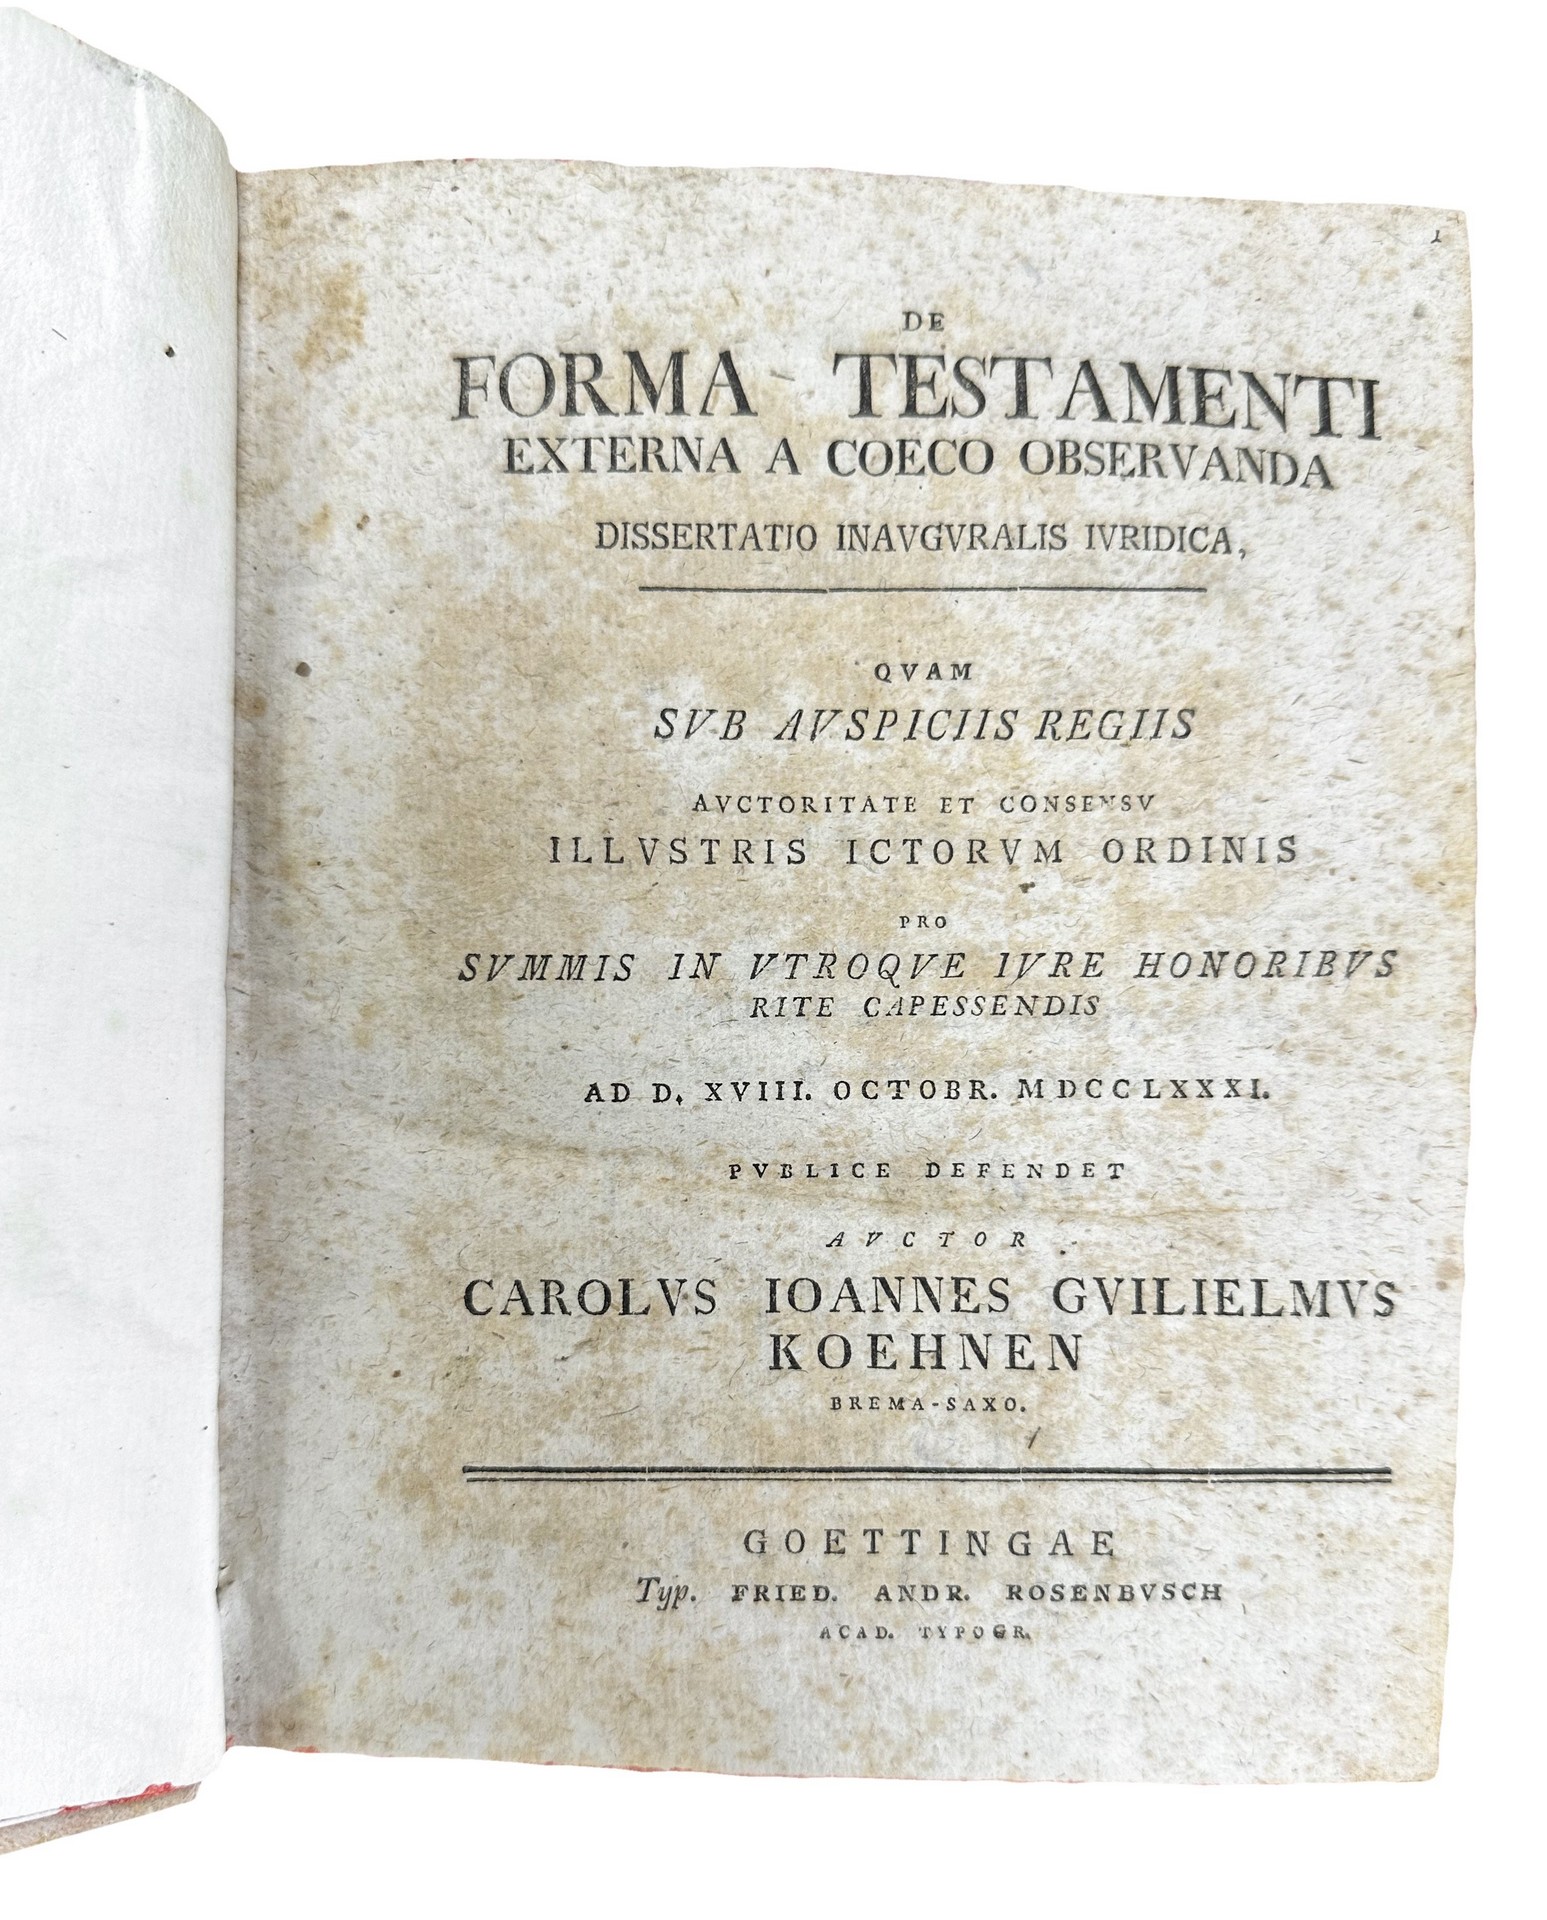 1
DE
FORMA TESTAMENTI
EXTERNA A COECO OBSERVANDA
DISSERTATIO INAVGVRALIS IVRIDICA,
QVAM
SVB AVSPICIIS REGIIS
AVCTORITATE ET CONSENSV
ILLVSTRIS ICTORVM ORDINIS
PRO
SVMMIS IN VTROQVE IVRE HONORIBVS
RITE CAPESSENDIS
AD D. XVIII. OCTOBR. MDCCLXXXI.
PVBLICE DEFENDET
AVCTOR
CAROLVS IOANNES GVILIELMVS
KOEHNEN
BREMA-SAXO.
GOETTINGAE
Typ. FRIED. ANDR. ROSENBVSCH
ACAD. TYPOGR.